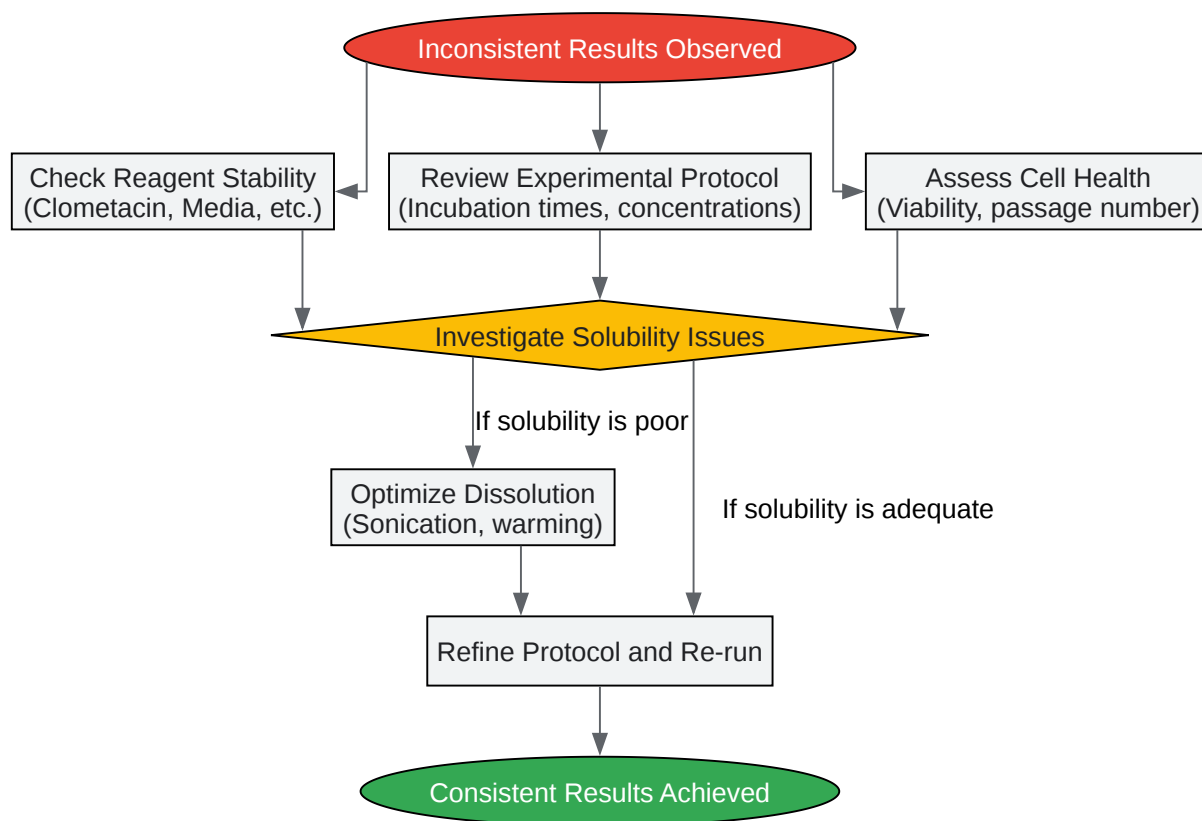 Inconsistent Results Observed
Check Reagent Stability
(Clometacin, Media, etc.)
Review Experimental Protocol
(Incubation times, concentrations)
Assess Cell Health
(Viability, passage number)
Investigate Solubility Issues
If solubility is poor
Optimize Dissolution
(Sonication, warming)
If solubility is adequate
Refine Protocol and Re-run
Consistent Results Achieved